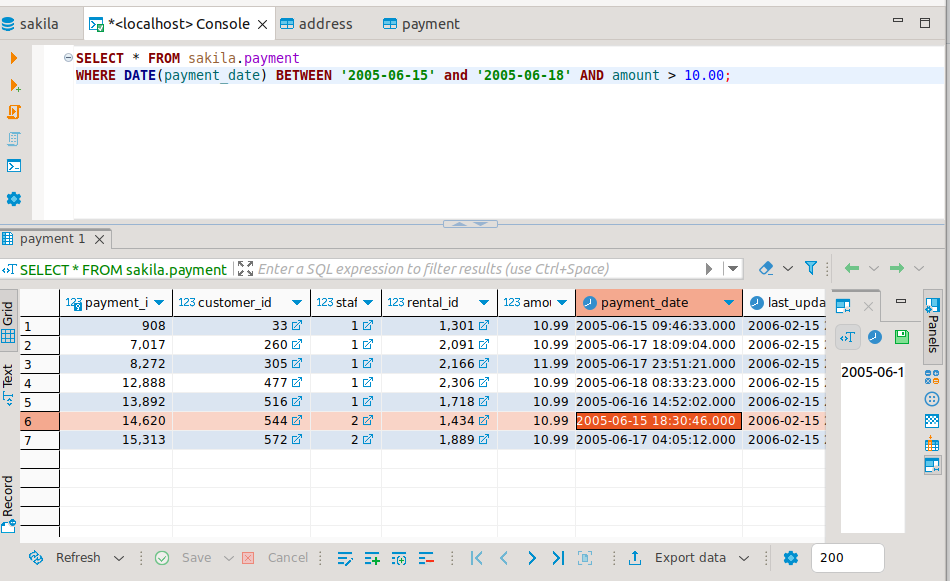 sakila *<localhost> Console address payment
SELECT * FROM sakila.payment
WHERE DATE(payment_date) BETWEEN '2005-06-15' and '2005-06-18' AND amount > 10.00;
payment 1
SELECT * FROM sakila.payment Enter a SQL expression to filter results (use Ctrl+Space)
Grid
Text
Record
123 payment_i 123 customer_id 123 staf 123 rental_id 123 amou payment_date last_upda
1 908 33 1 1,301 10.99 2005-06-15 09:46:33.000 2006-02-15
2 7,017 260 1 2,091 10.99 2005-06-17 18:09:04.000 2006-02-15
3 8,272 305 1 2,166 11.99 2005-06-17 23:51:21.000 2006-02-15
4 12,888 477 1 2,306 10.99 2005-06-18 08:33:23.000 2006-02-15
5 13,892 516 1 1,718 10.99 2005-06-16 14:52:02.000 2006-02-15
6 14,620 544 2 1,434 10.99 2005-06-15 18:30:46.000 2006-02-15
7 15,313 572 2 1,889 10.99 2005-06-17 04:05:12.000 2006-02-15
2005-06-1
Panels
Refresh Save Cancel Export data 200